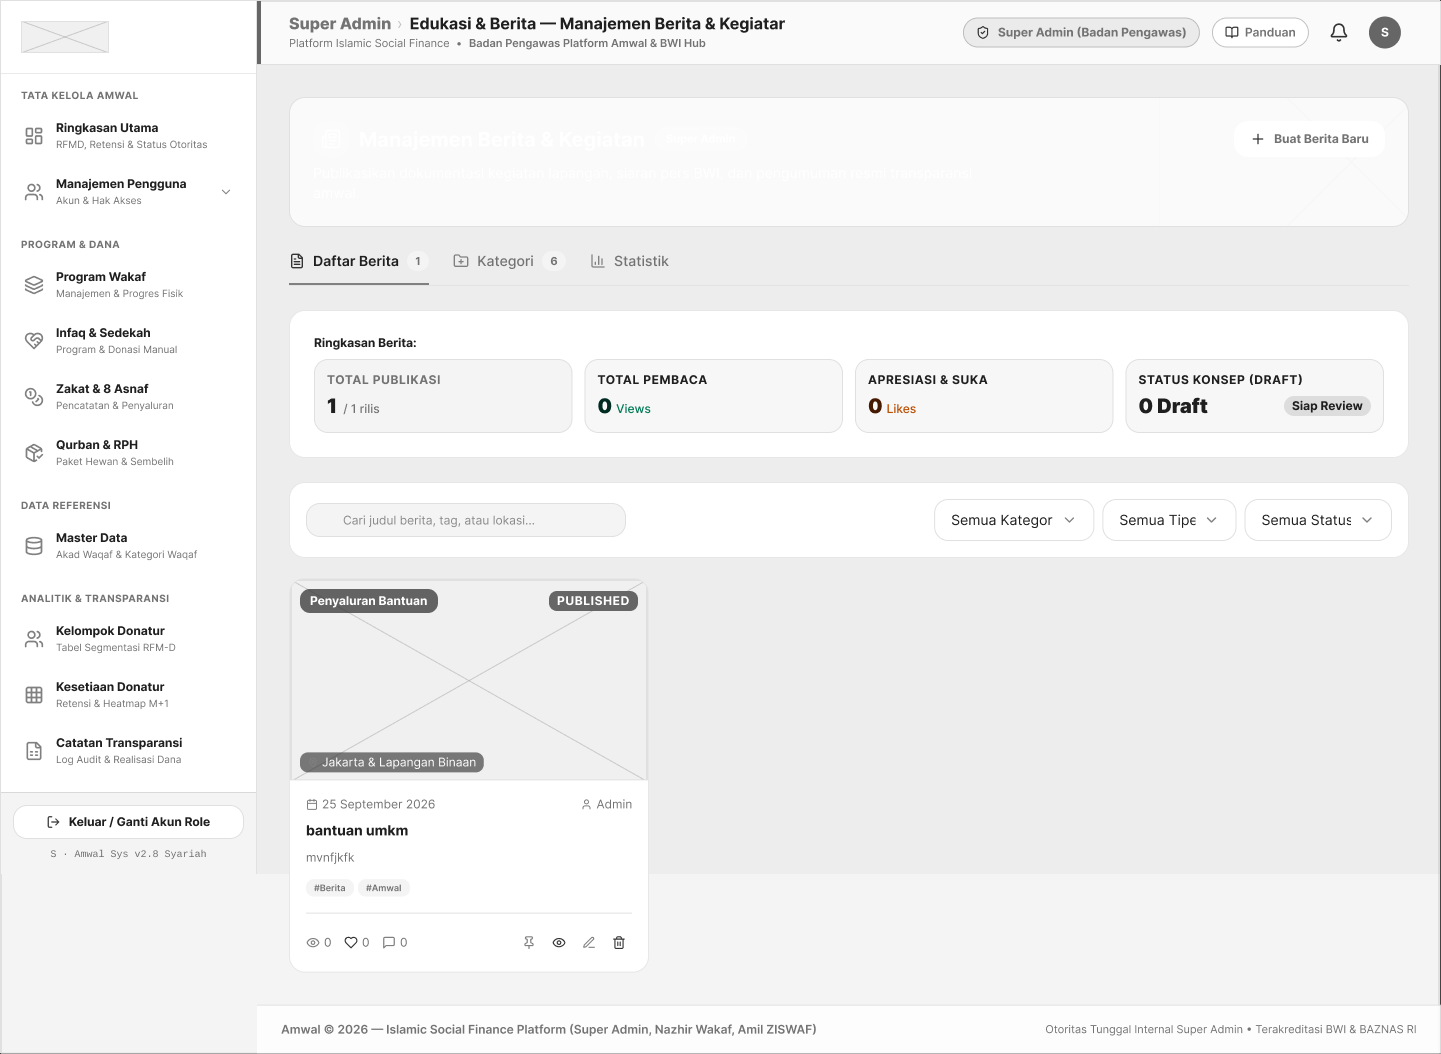 Super Admin › Edukasi & Berita — Manajemen Berita & Kegiatar
Platform Islamic Social Finance • Badan Pengawas Platform Amwal & BWI Hub
Super Admin (Badan Pengawas)
Panduan
S
TATA KELOLA AMWAL
Ringkasan Utama
RFMD, Retensi & Status Otoritas
Manajemen Pengguna
Akun & Hak Akses
PROGRAM & DANA
Program Wakaf
Manajemen & Progres Fisik
Infaq & Sedekah
Program & Donasi Manual
Zakat & 8 Asnaf
Pencatatan & Penyaluran
Qurban & RPH
Paket Hewan & Sembelih
DATA REFERENSI
Master Data
Akad Waqaf & Kategori Waqaf
ANALITIK & TRANSPARANSI
Kelompok Donatur
Tabel Segmentasi RFM-D
Kesetiaan Donatur
Retensi & Heatmap M+1
Catatan Transparansi
Log Audit & Realisasi Dana
Keluar / Ganti Akun Role
S · Amwal Sys v2.8 Syariah
Manajemen Berita & Kegiatan
Buat Berita Baru
Daftar Berita 1
Kategori 6
Statistik
Ringkasan Berita:
TOTAL PUBLIKASI
1 / 1 rilis
TOTAL PEMBACA
0 Views
APRESIASI & SUKA
0 Likes
STATUS KONSEP (DRAFT)
0 Draft
Siap Review
Cari judul berita, tag, atau lokasi...
Semua Kategor
Semua Tipe
Semua Status
Penyaluran Bantuan
PUBLISHED
Jakarta & Lapangan Binaan
25 September 2026
Admin
bantuan umkm
mvnfjkfk
#Berita #Amwal
0 0 0
Amwal © 2026 — Islamic Social Finance Platform (Super Admin, Nazhir Wakaf, Amil ZISWAF)
Otoritas Tunggal Internal Super Admin • Terakreditasi BWI & BAZNAS RI